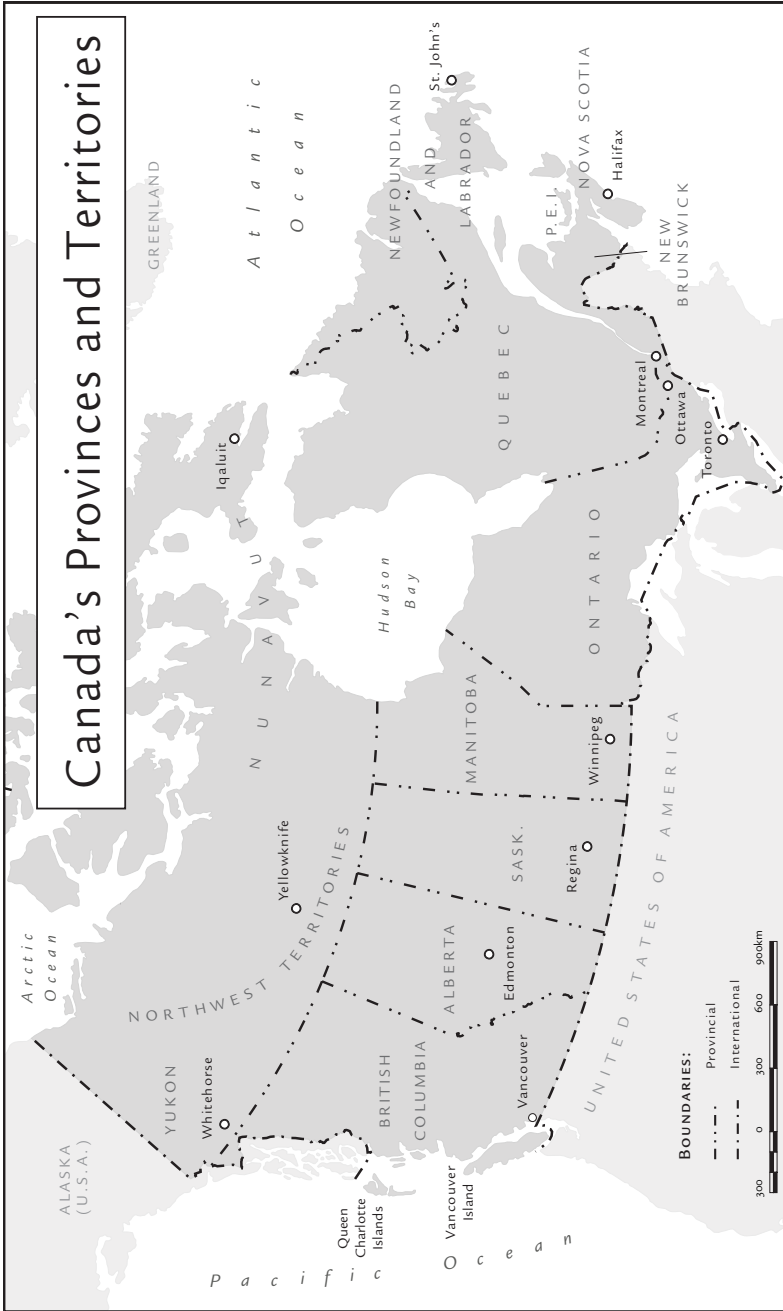 Canada's Provinces and Territories
Arctic
Ocean
GREENLAND
Atlantic
Ocean
ALASKA
(U.S.A.)
YUKON
Whitehorse
NORTHWEST TERRITORIES
Yellowknife
NUNAVUT
Iqaluit
Hudson
Bay
NEWFOUNDLAND
AND
LABRADOR
St. John's
Queen
Charlotte
Islands
Vancouver
Island
Pacific Ocean
BRITISH
COLUMBIA
Vancouver
ALBERTA
Edmonton
SASK.
Regina
MANITOBA
Winnipeg
ONTARIO
Toronto
Ottawa
QUEBEC
Montreal
P.E.I.
NOVA SCOTIA
Halifax
NEW
BRUNSWICK
UNITED STATES OF AMERICA
BOUNDARIES:
Provincial
International
300 0 300 600 900km